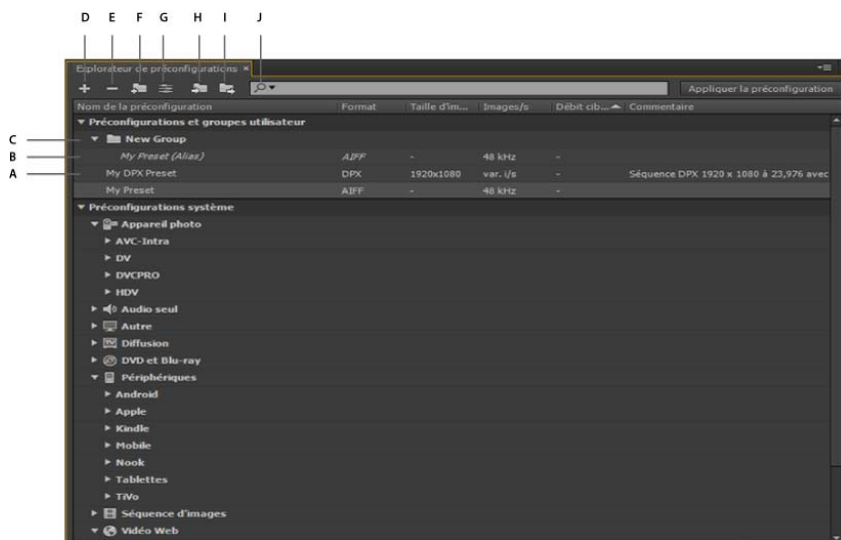 D E F G H I J
Explorateur de préconfigurations ×
Appliquer la préconfiguration
Nom de la préconfiguration Format Taille d'im... Images/s Débit cib... Commentaire
Préconfigurations et groupes utilisateur
C New Group
B My Preset (Alias) AIFF - 48 kHz -
A My DPX Preset DPX 1920x1080 var. i/s - Séquence DPX 1920 x 1080 à 23,976 avec
My Preset AIFF - 48 kHz -
Préconfigurations système
Appareil photo
AVC-Intra
DV
DVCPRO
HDV
Audio seul
Autre
Diffusion
DVD et Blu-ray
Périphériques
Android
Apple
Kindle
Mobile
Nook
Tablettes
TiVo
Séquence d'images
Vidéo Web